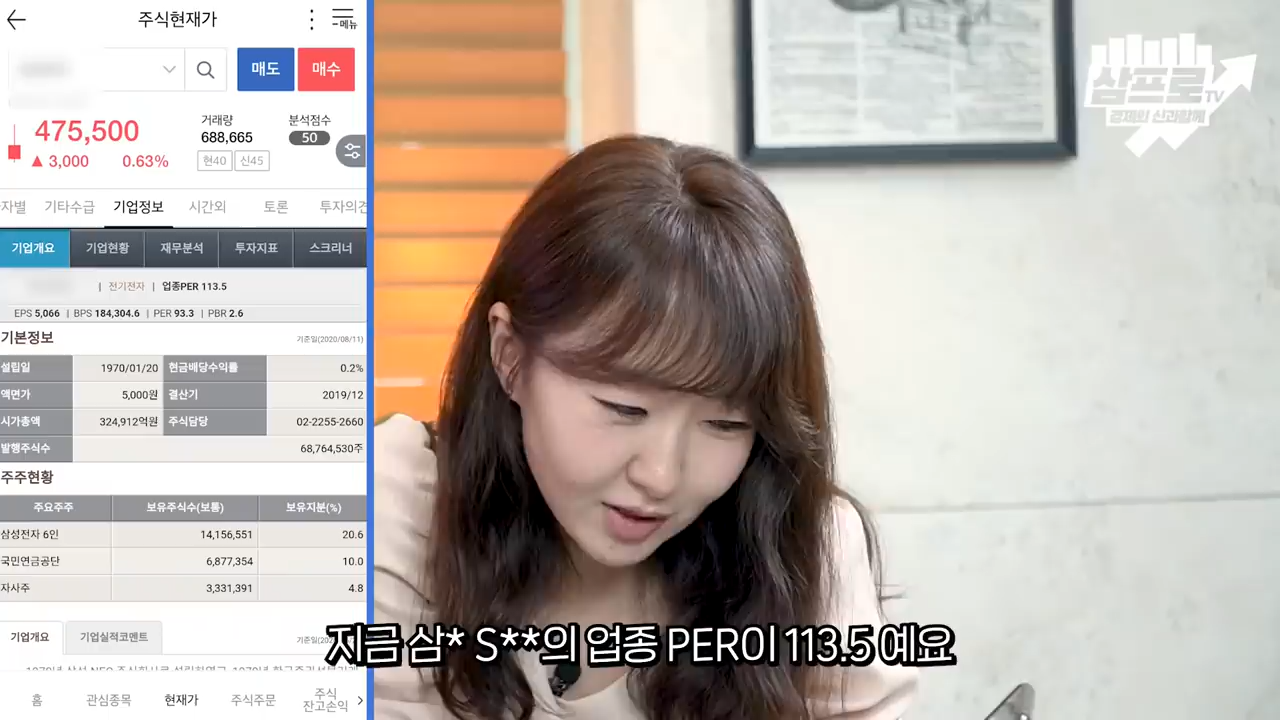 주식현재가
메뉴
매도
매수
475,500
▲ 3,000 0.63%
거래량
688,665
현40 신45
분석점수
50
자별 기타수급 기업정보 시간외 토론 투자의견
기업개요 기업현황 재무분석 투자지표 스크리너
| 전기전자 | 업종PER 113.5
EPS 5,066 | BPS 184,304.6 | PER 93.3 | PBR 2.6
기본정보 기준일(2020/08/11)
설립일 1970/01/20 현금배당수익률 0.2%
액면가 5,000원 결산기 2019/12
시가총액 324,912억원 주식담당 02-2255-2660
발행주식수 68,764,530주
주주현황
주요주주 보유주식수(보통) 보유지분(%)
삼성전자 6인 14,156,551 20.6
국민연금공단 6,877,354 10.0
자사주 3,331,391 4.8
기업개요 기업실적코멘트
홈 관심종목 현재가 주식주문 주식잔고손익
삼프로TV
경제의 신과함께
지금 삼* S**의 업종 PER이 113.5 예요